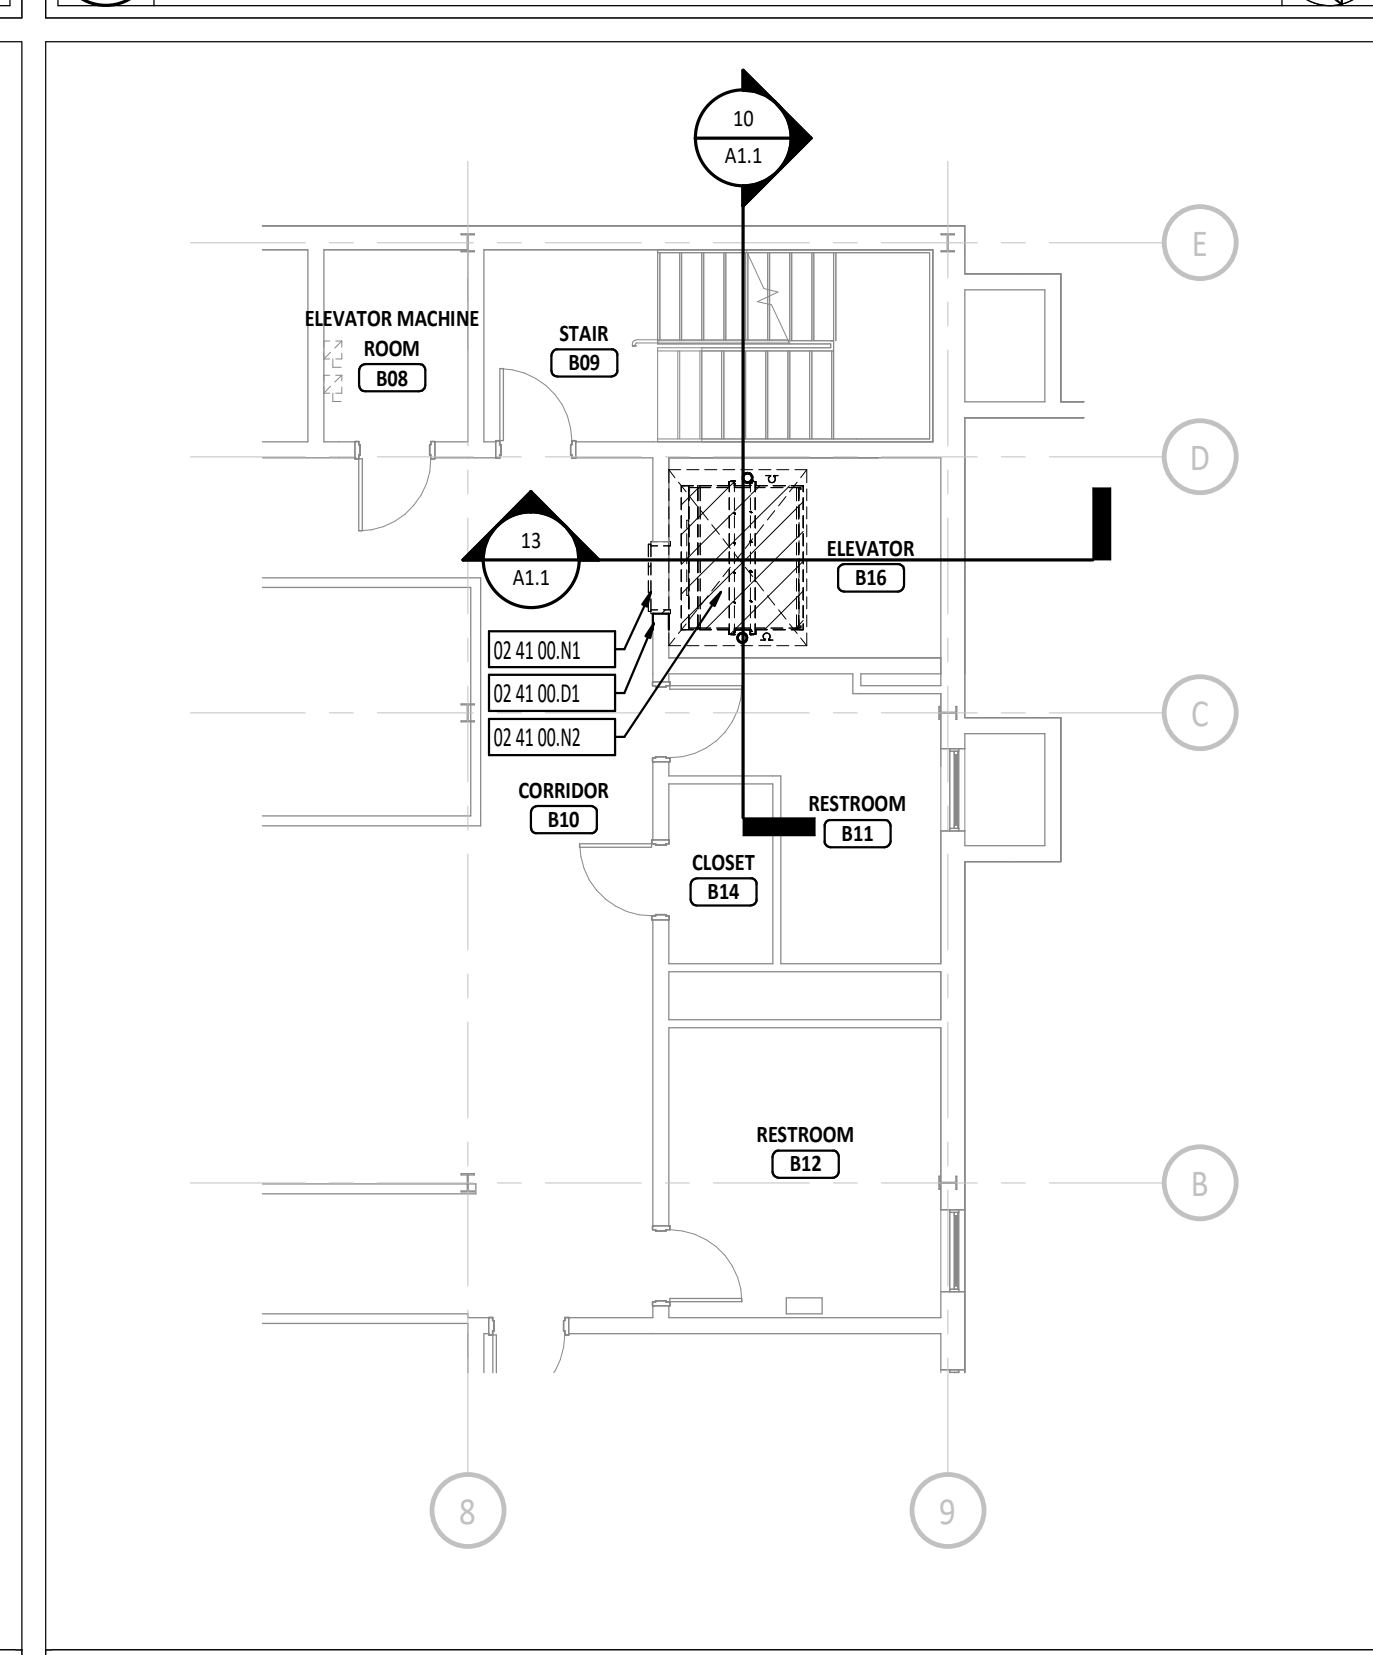 10
A1.1
E
ELEVATOR MACHINE
ROOM
B08
STAIR
B09
D
13
A1.1
ELEVATOR
B16
02 41 00.N1
02 41 00.D1
02 41 00.N2
C
CORRIDOR
B10
RESTROOM
B11
CLOSET
B14
RESTROOM
B12
B
8
9